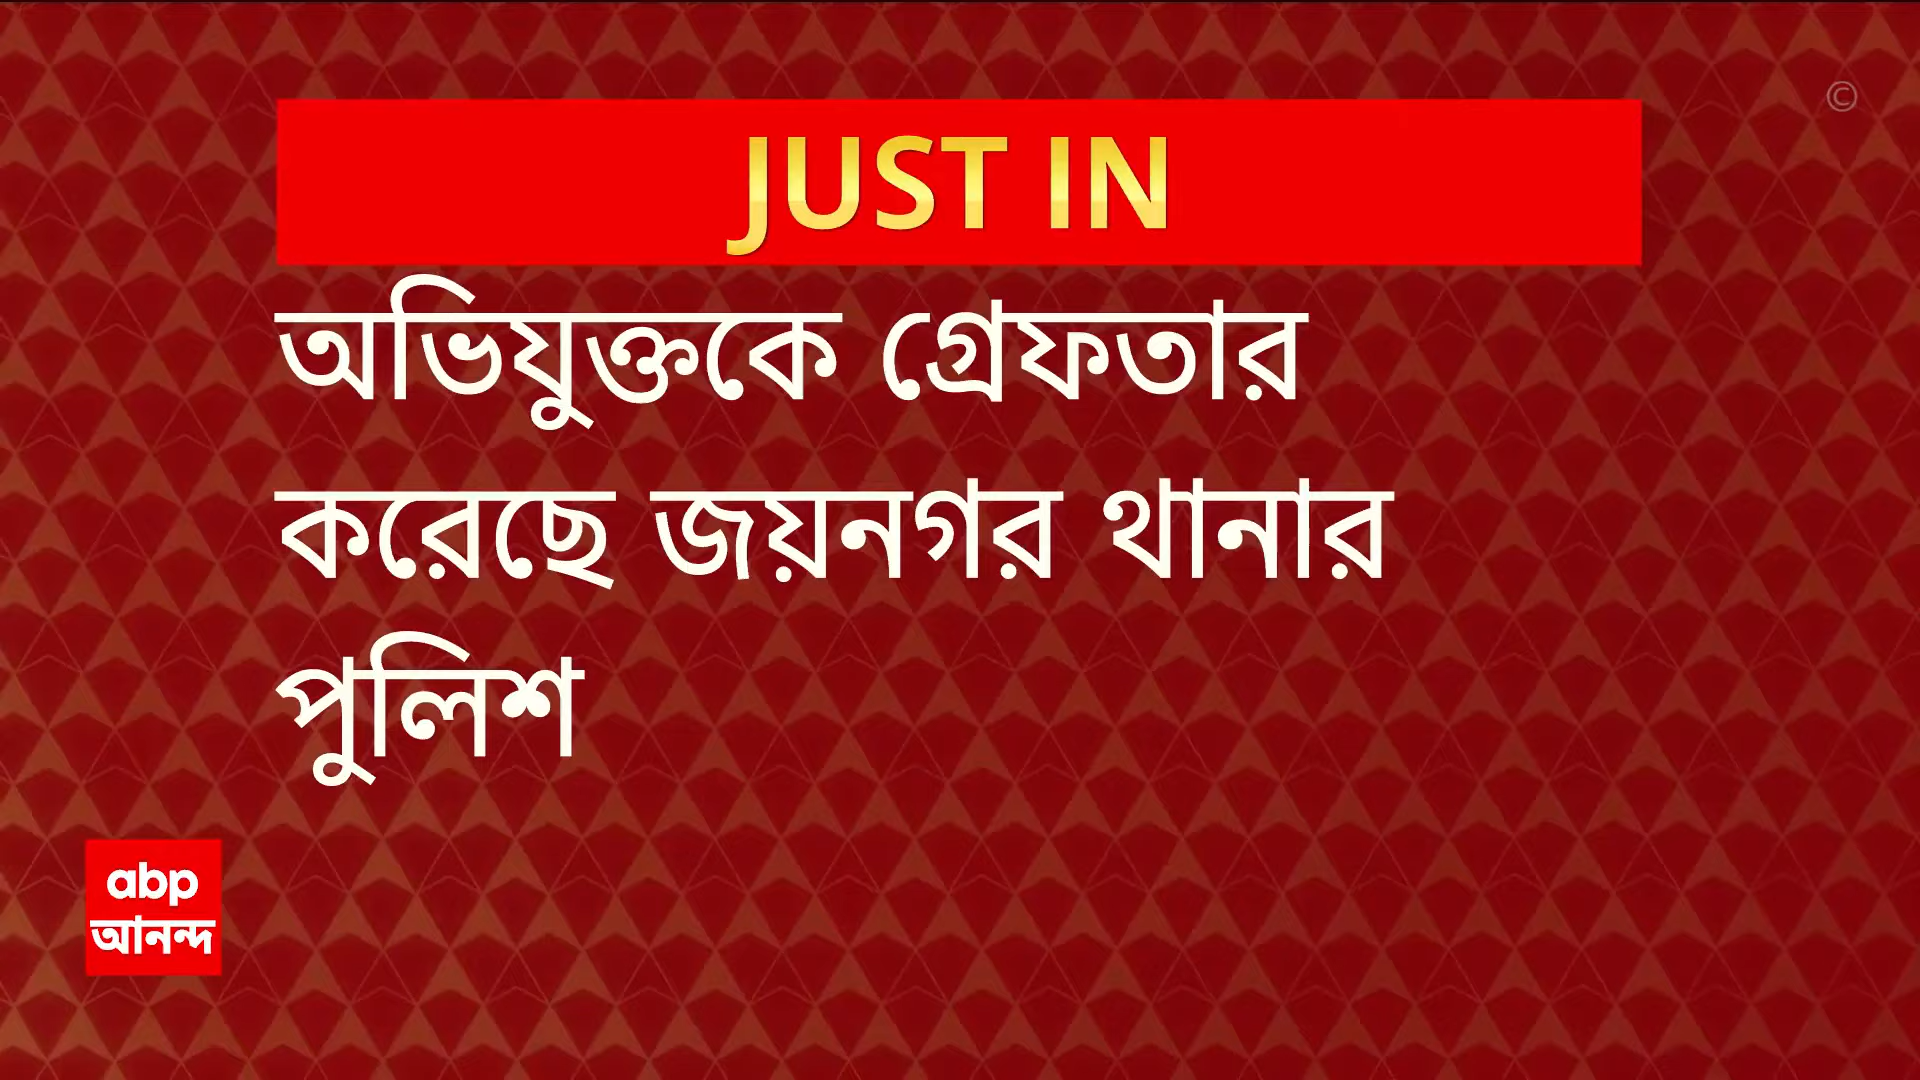 ©
JUST IN
অভিযুক্তকে গ্রেফতার
করেছে জয়নগর থানার
পুলিশ
abp
আনন্দ